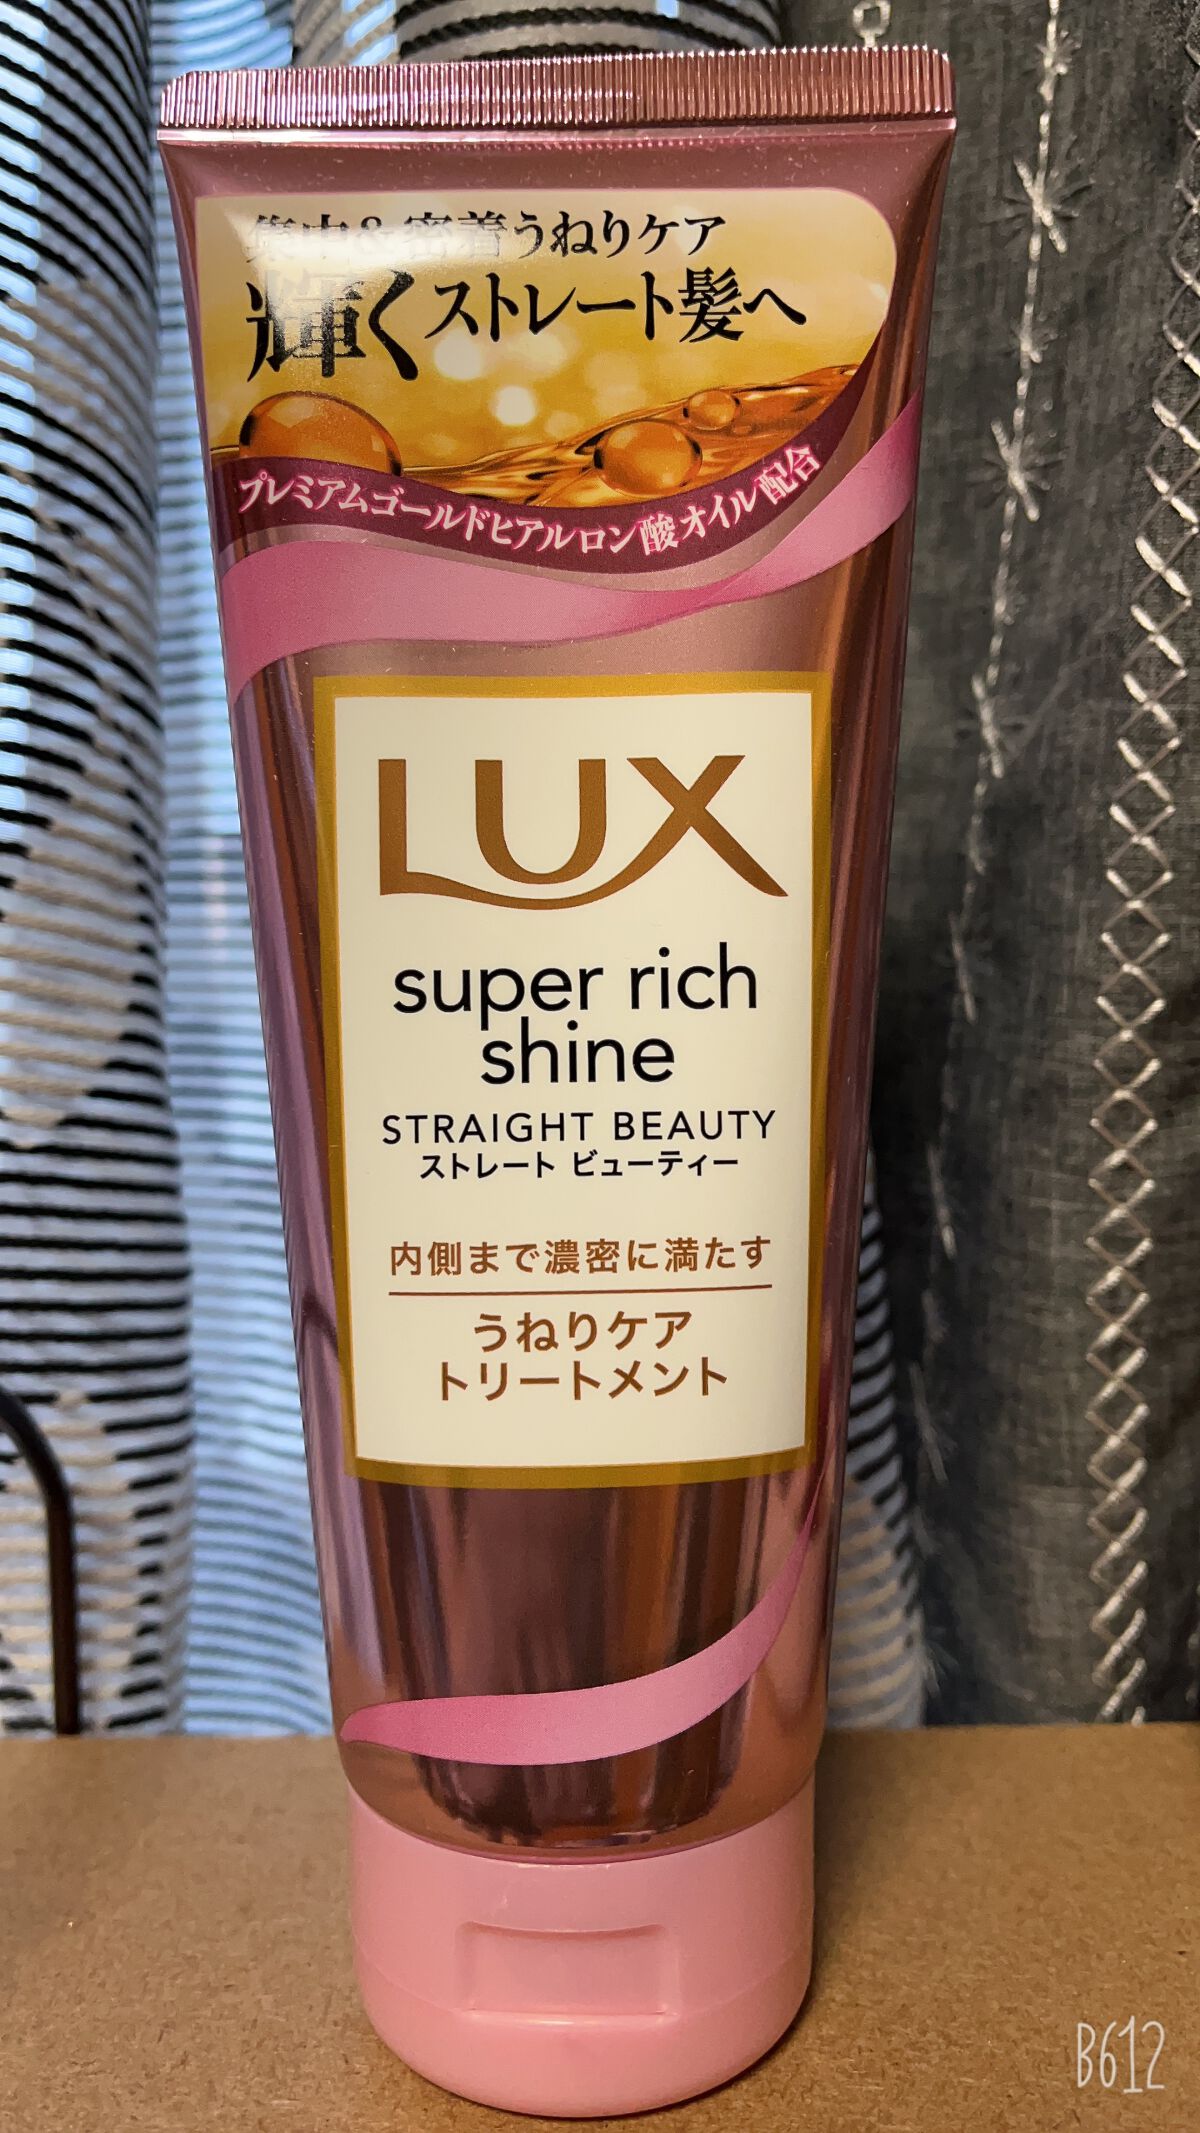 集中&密着うねりケア
輝くストレート髪へ
プレミアムゴールドヒアルロン酸オイル配合
LUX
super rich
shine
STRAIGHT BEAUTY
ストレート ビューティー
内側まで濃密に満たす
うねりケア
トリートメント
B612